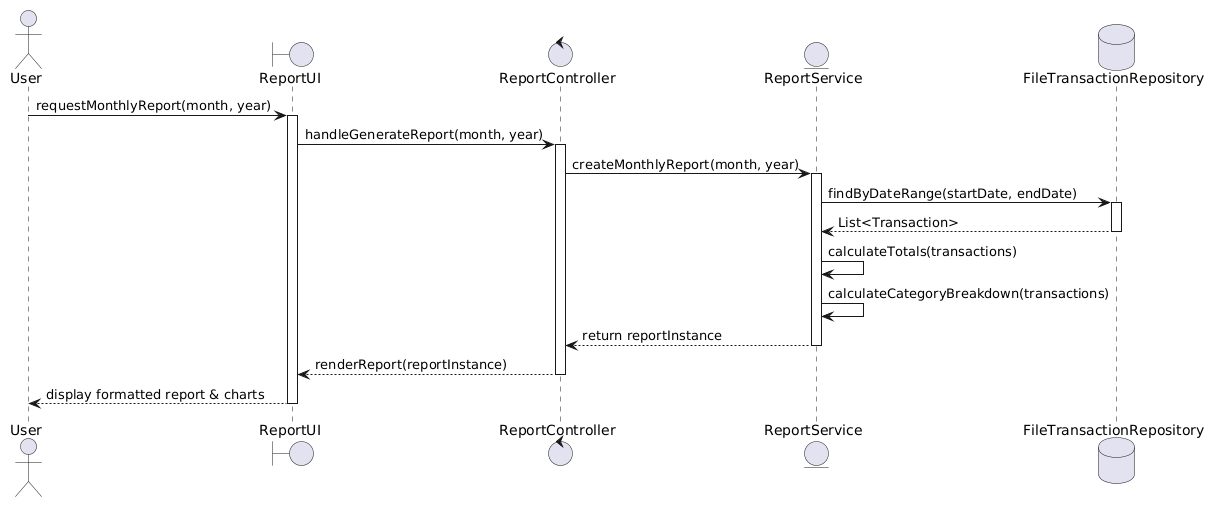 User
ReportUI
ReportController
ReportService
FileTransactionRepository
requestMonthlyReport(month, year)
handleGenerateReport(month, year)
createMonthlyReport(month, year)
findByDateRange(startDate, endDate)
List<Transaction>
calculateTotals(transactions)
calculateCategoryBreakdown(transactions)
return reportInstance
renderReport(reportInstance)
display formatted report & charts
User
ReportUI
ReportController
ReportService
FileTransactionRepository